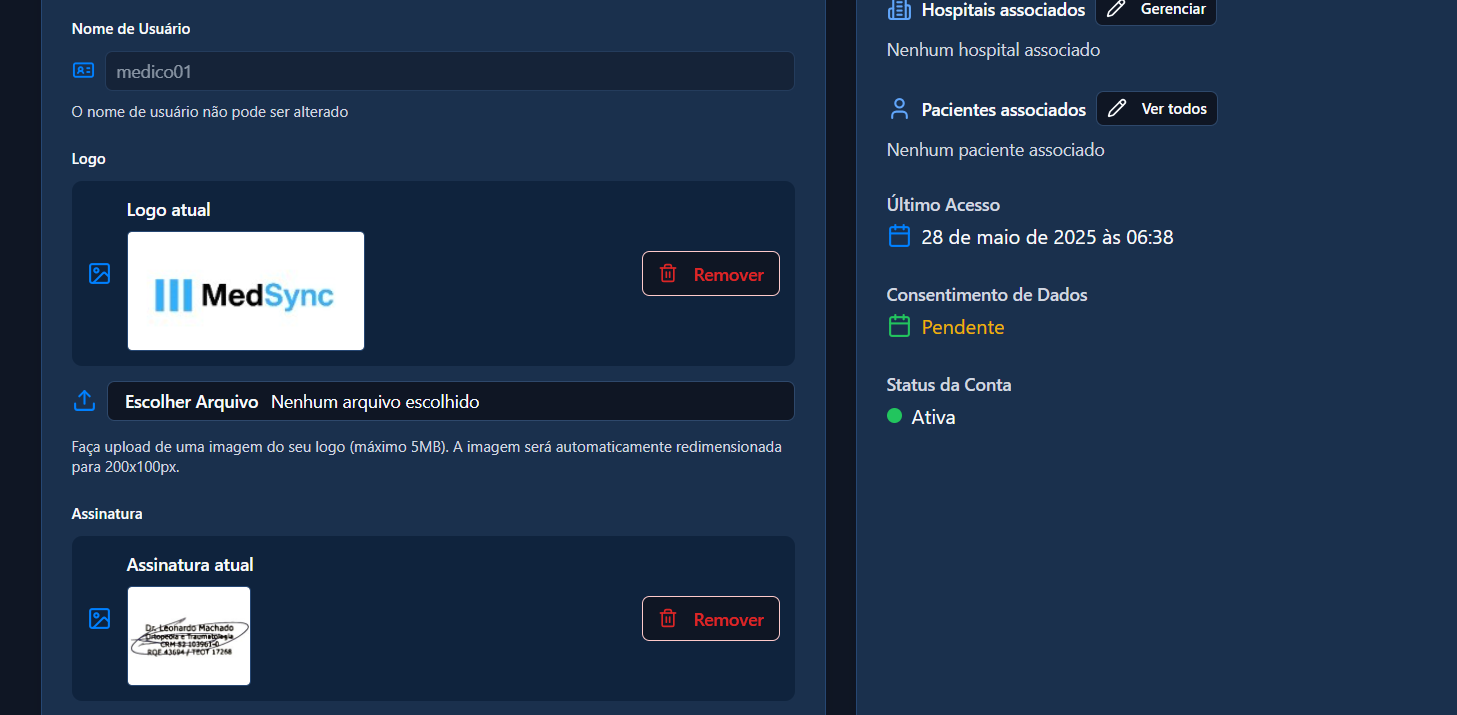 Nome de Usuário
medico01
O nome de usuário não pode ser alterado
Logo
Logo atual
MedSync
Remover
Escolher Arquivo Nenhum arquivo escolhido
Faça upload de uma imagem do seu logo (máximo 5MB). A imagem será automaticamente redimensionada
para 200x100px.
Assinatura
Assinatura atual
Dr. Leonardo Machado
Ortopedia e Traumatologia
CRM 52 103961-0
RQE 43694 / TEOT 17268
Remover
Hospitais associados
Gerenciar
Nenhum hospital associado
Pacientes associados
Ver todos
Nenhum paciente associado
Último Acesso
28 de maio de 2025 às 06:38
Consentimento de Dados
Pendente
Status da Conta
Ativa